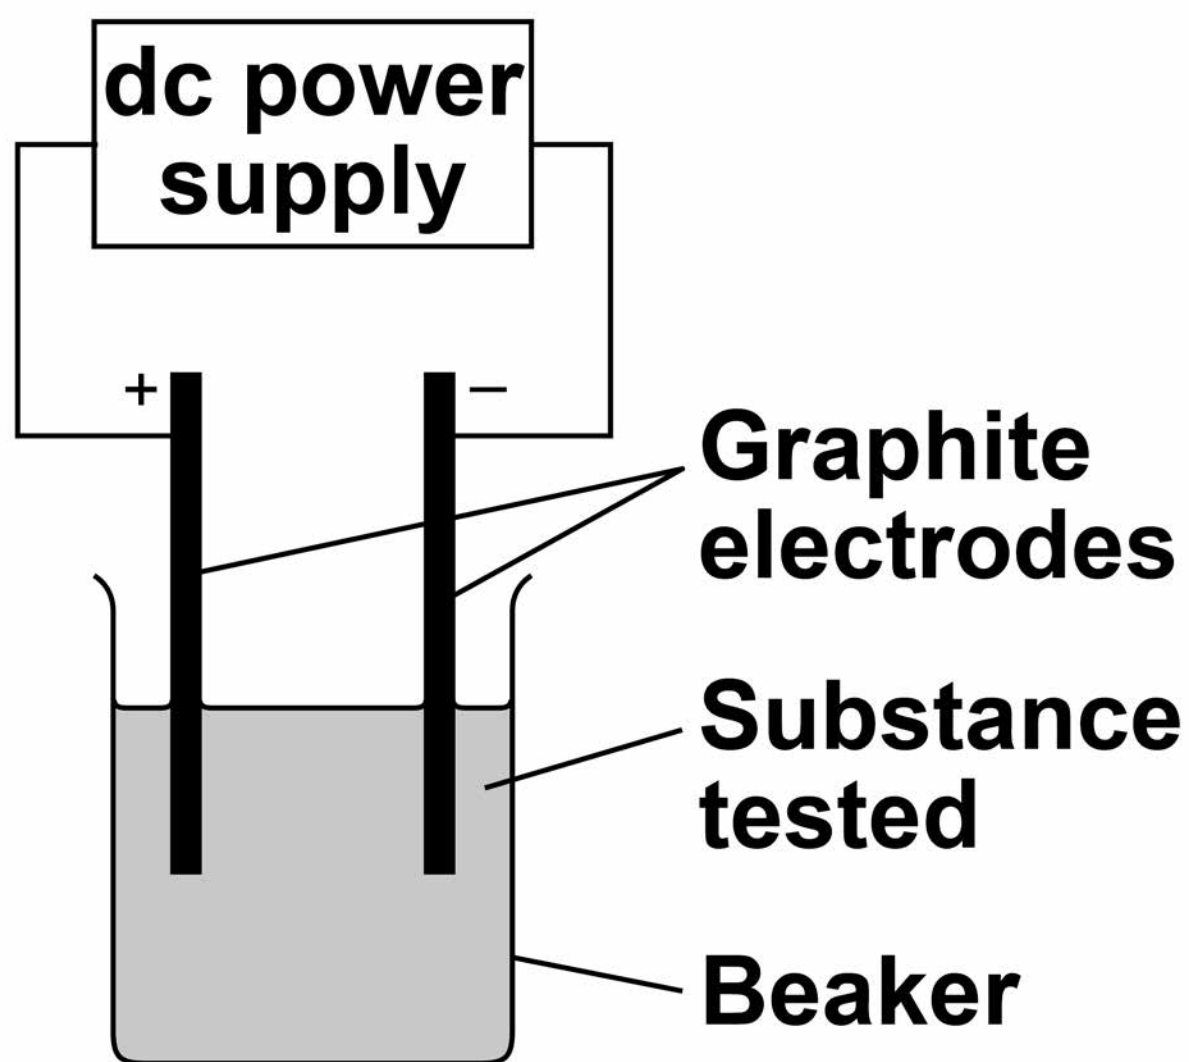 dc power
supply
+
–
Graphite
electrodes
Substance
tested
Beaker